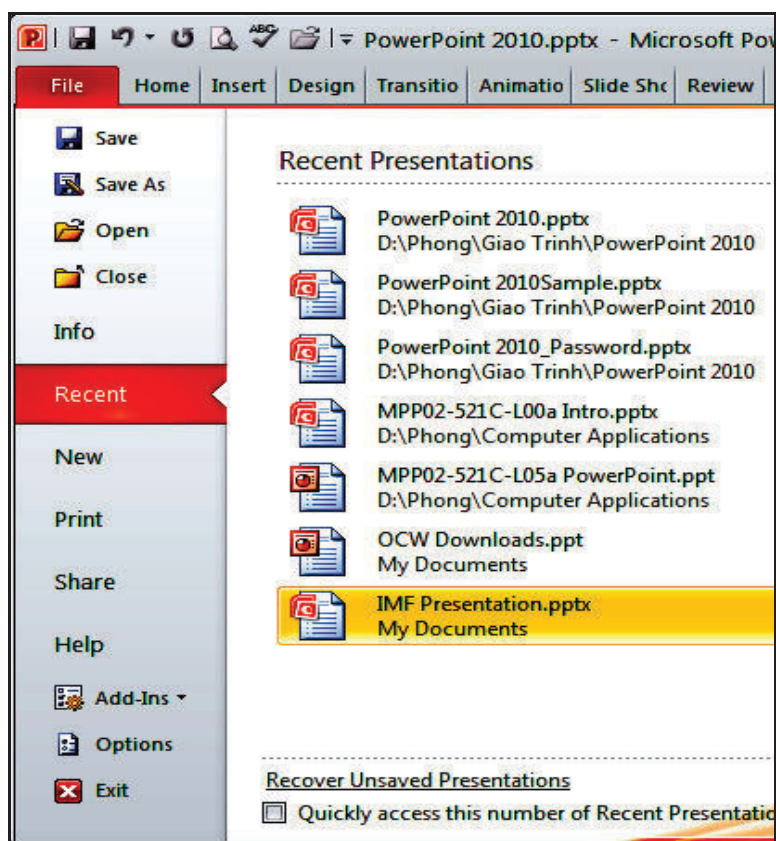 PowerPoint 2010.pptx - Microsoft Pov
File Home Insert Design Transitio Animatio Slide Shc Review
Save
Save As
Open
Close
Info
Recent
New
Print
Share
Help
Add-Ins
Options
Exit
Recent Presentations
PowerPoint 2010.pptx
D:\Phong\Giao Trinh\PowerPoint 2010
PowerPoint 2010Sample.pptx
D:\Phong\Giao Trinh\PowerPoint 2010
PowerPoint 2010_Password.pptx
D:\Phong\Giao Trinh\PowerPoint 2010
MPP02-521C-L00a Intro.pptx
D:\Phong\Computer Applications
MPP02-521C-L05a PowerPoint.ppt
D:\Phong\Computer Applications
OCW Downloads.ppt
My Documents
IMF Presentation.pptx
My Documents
Recover Unsaved Presentations
Quickly access this number of Recent Presentatic